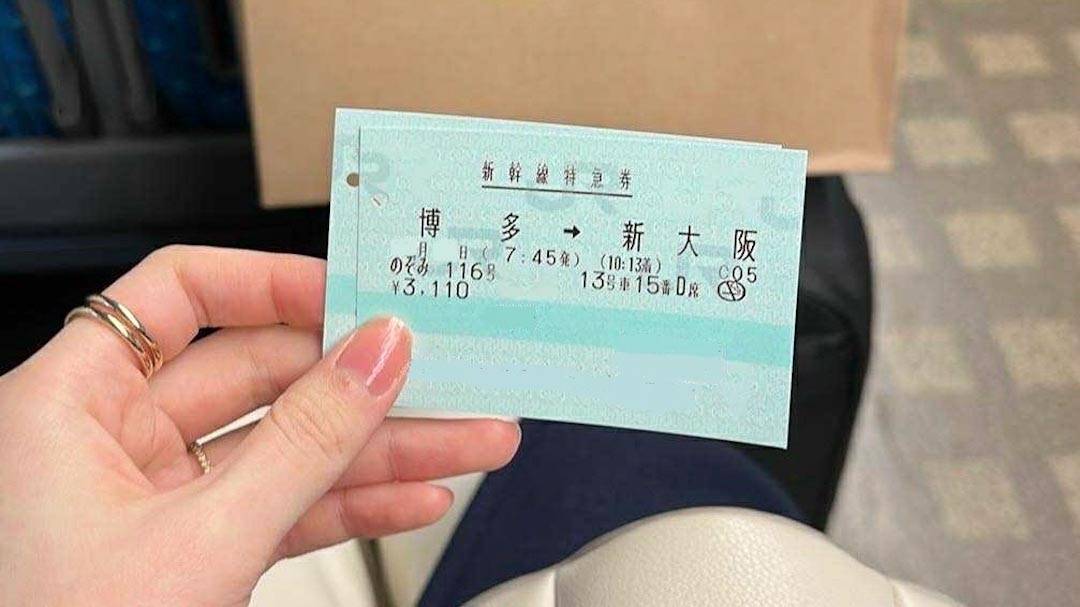 新幹線特急券
博多 → 新大阪
月 日 ( 7:45発) (10:13着) C05
のぞみ 116号 13号車15番D席
¥3,110